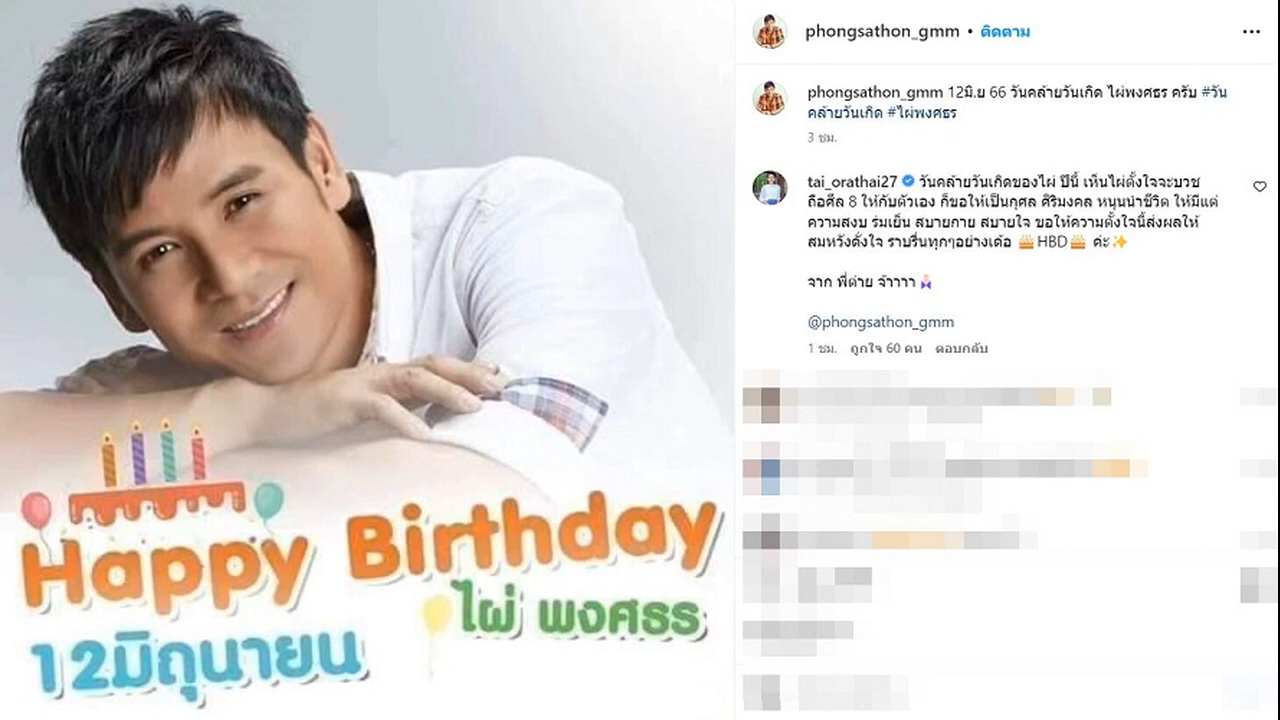 Happy Birthday
ไผ่ พงศธร
12มิถุนายน
phongsathon_gmm • ติดตาม
phongsathon_gmm 12มิ.ย 66 วันคล้ายวันเกิด ไผ่พงศธร ครับ #วัน
คล้ายวันเกิด #ไผ่พงศธร
3 ชม.
tai_orathai27 วันคล้ายวันเกิดของไผ่ ปีนี้ เห็นไผ่ตั้งใจจะบวช
ถือศีล 8 ให้กับตัวเอง ก็ขอให้เป็นกุศล ศิริมงคล หนุนนำชีวิต ให้มีแต่
ความสงบ ร่มเย็น สบายกาย สบายใจ ขอให้ความตั้งใจนี้ส่งผลให้
สมหวังดั่งใจ ราบรื่นทุกๆอย่างเด้อ 🎂HBD🎂 ค่ะ✨
จาก พี่ต่าย จ้าาาา
@phongsathon_gmm
1 ชม. ถูกใจ 60 คน ตอบกลับ